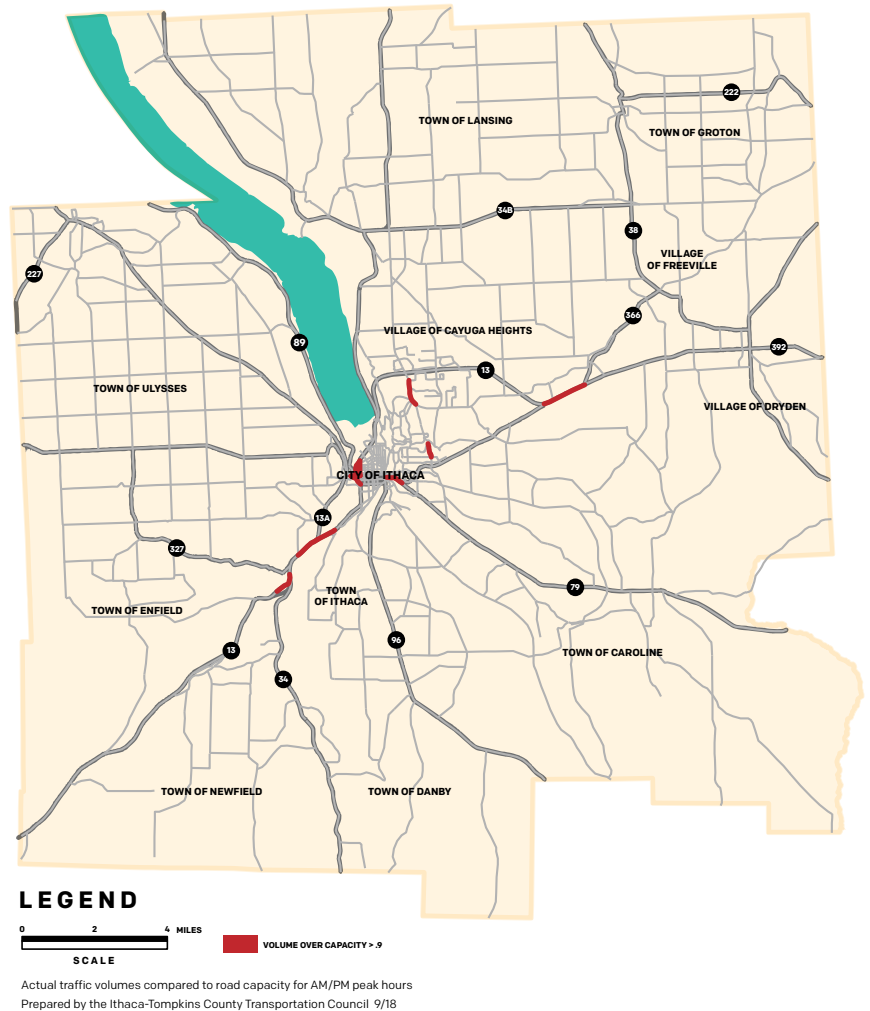 222
TOWN OF LANSING
TOWN OF GROTON
34B
38
VILLAGE
OF FREEVILLE
227
366
VILLAGE OF CAYUGA HEIGHTS
89
392
13
TOWN OF ULYSSES
VILLAGE OF DRYDEN
CITY OF ITHACA
13A
327
79
TOWN
OF ITHACA
TOWN OF ENFIELD
96
13
TOWN OF CAROLINE
34
TOWN OF NEWFIELD
TOWN OF DANBY
LEGEND
0 2 4 MILES
SCALE
VOLUME OVER CAPACITY > .9
Actual traffic volumes compared to road capacity for AM/PM peak hours
Prepared by the Ithaca-Tompkins County Transportation Council 9/18